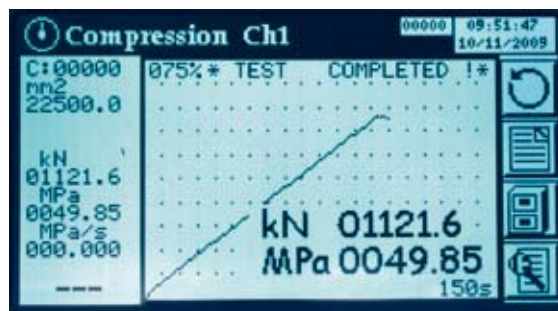 Compression Ch1
00000
09:51:47
10/11/2009
C:00000
mm2
22500.0
kN
01121.6
MPa
0049.85
MPa/s
000.000
---
075%* TEST COMPLETED !*
kN 01121.6
MPa 0049.85
150s